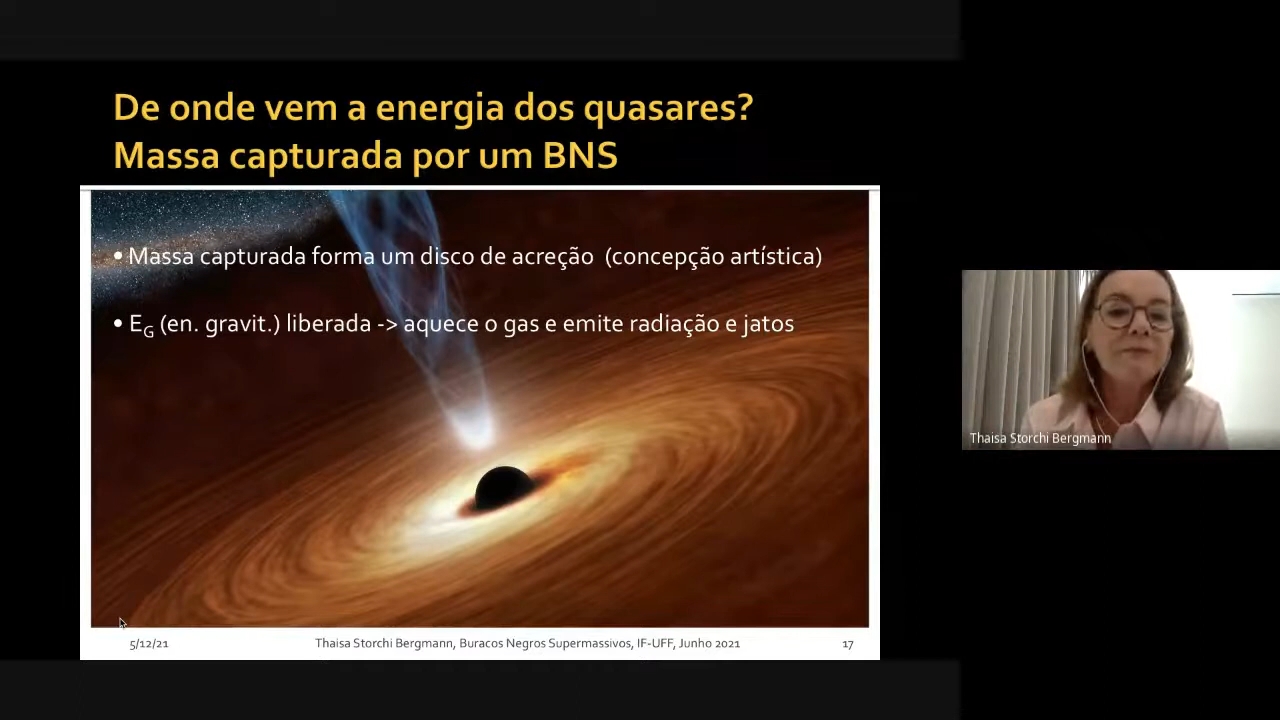 De onde vem a energia dos quasares?
Massa capturada por um BNS
• Massa capturada forma um disco de acreção (concepção artística)
• EG (en. gravit.) liberada -> aquece o gas e emite radiação e jatos
5/12/21 Thaisa Storchi Bergmann, Buracos Negros Supermassivos, IF-UFF, Junho 2021 17
Thaisa Storchi Bergmann